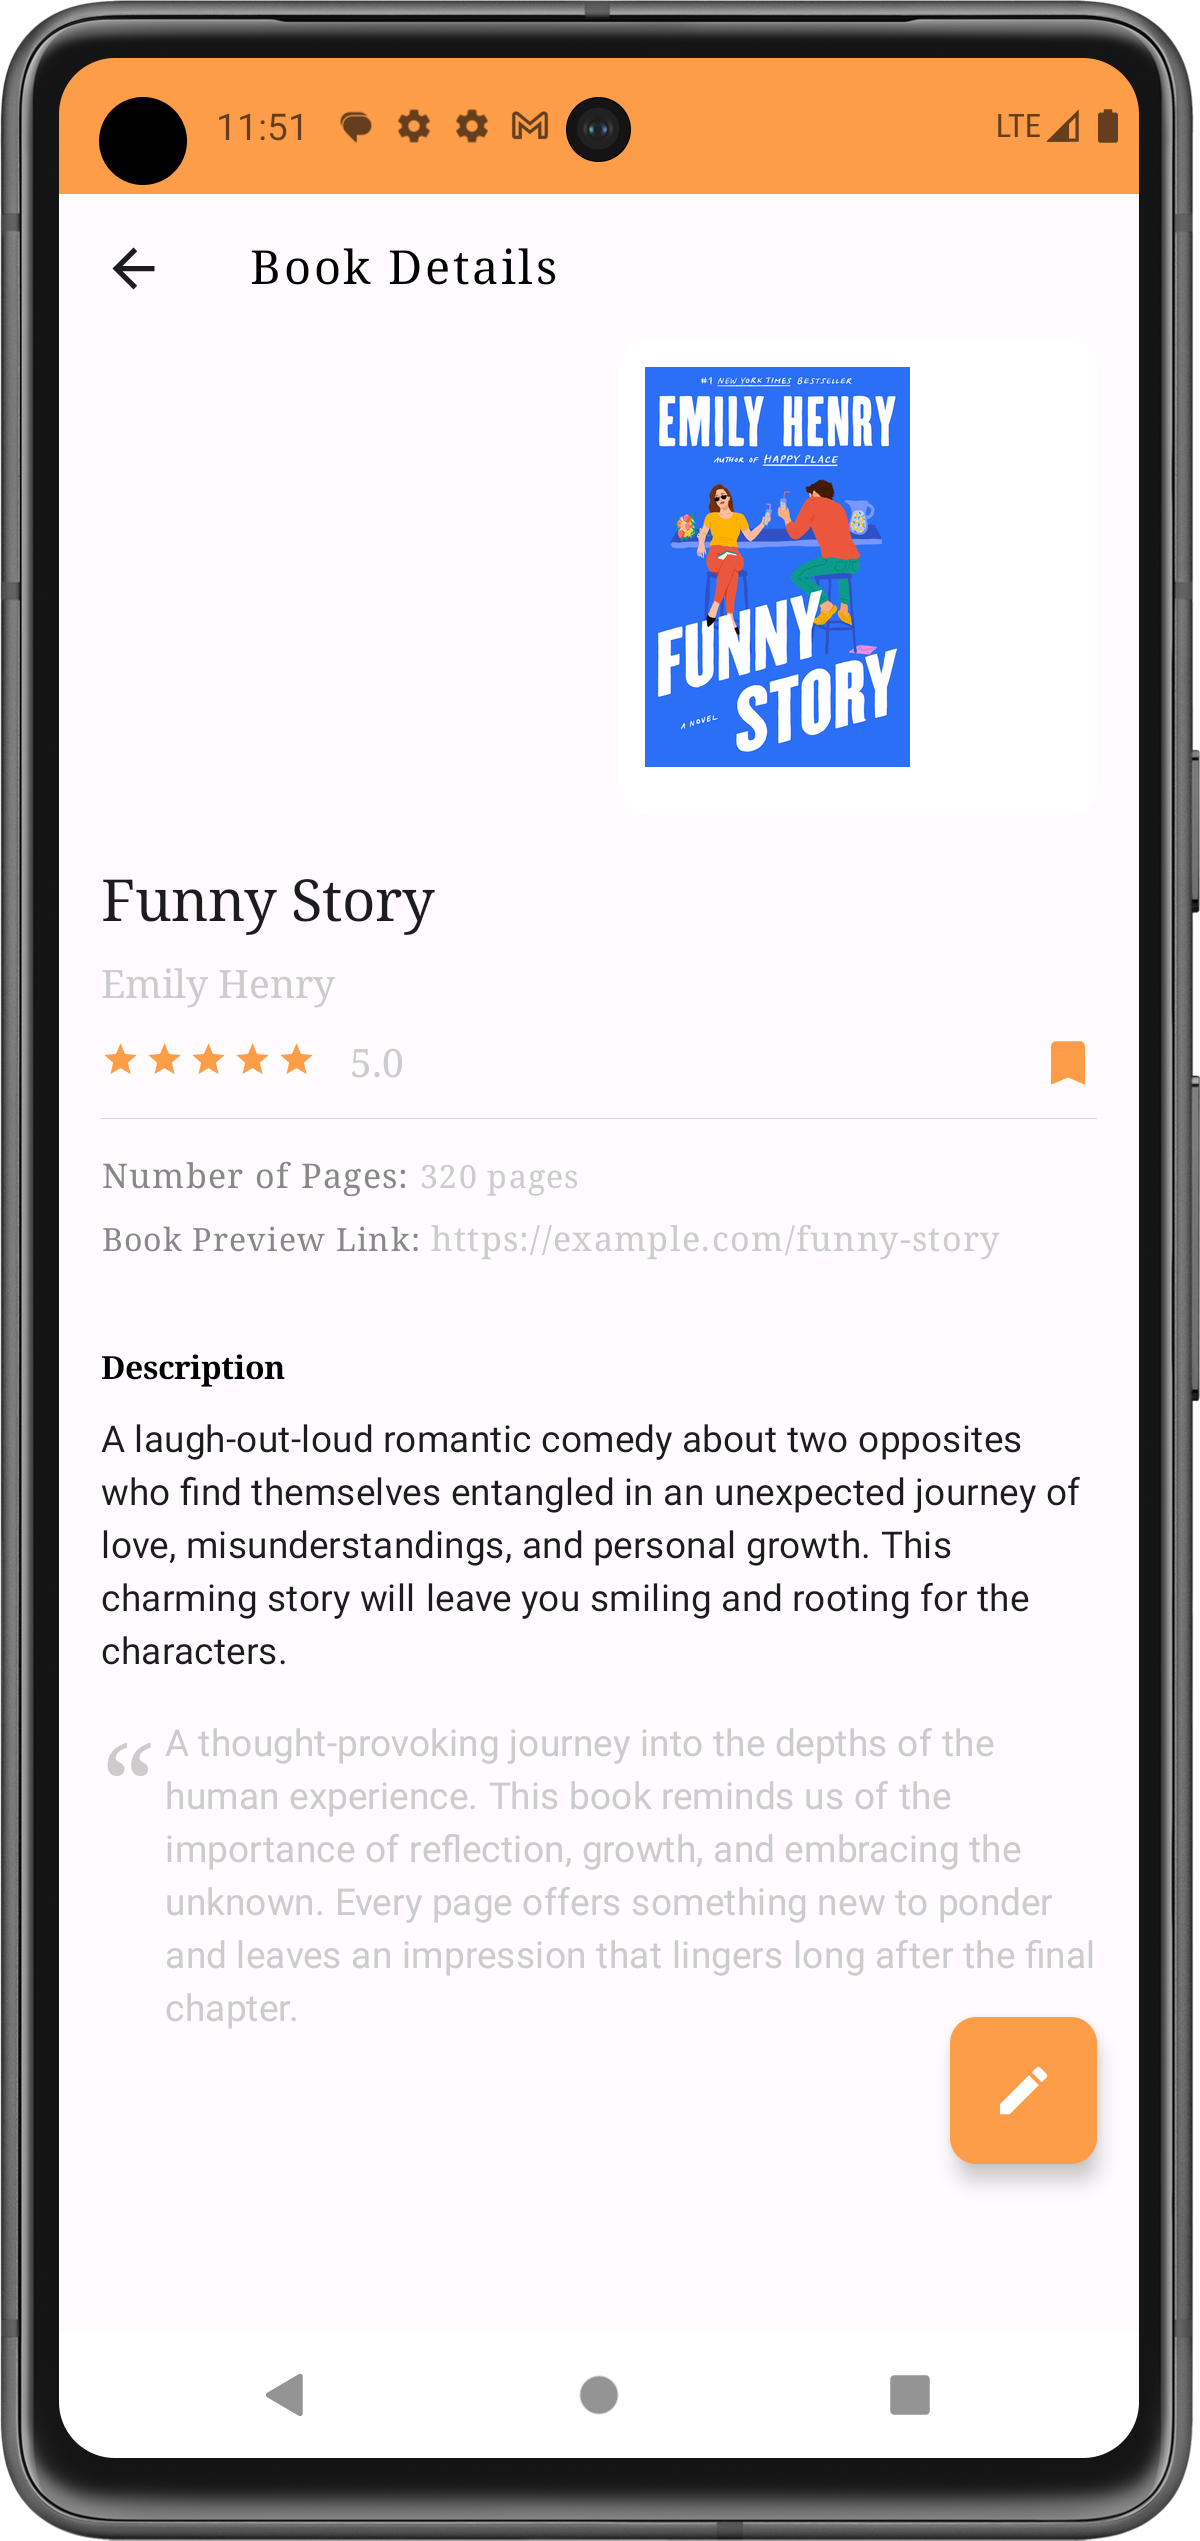 11:51
LTE
Book Details
#1 NEW YORK TIMES BESTSELLER
EMILY HENRY
AUTHOR OF HAPPY PLACE
FUNNY
STORY
A NOVEL
Funny Story
Emily Henry
5.0
Number of Pages: 320 pages
Book Preview Link: https://example.com/funny-story
Description
A laugh-out-loud romantic comedy about two opposites
who find themselves entangled in an unexpected journey of
love, misunderstandings, and personal growth. This
charming story will leave you smiling and rooting for the
characters.
“ A thought-provoking journey into the depths of the
human experience. This book reminds us of the
importance of reflection, growth, and embracing the
unknown. Every page offers something new to ponder
and leaves an impression that lingers long after the final
chapter.